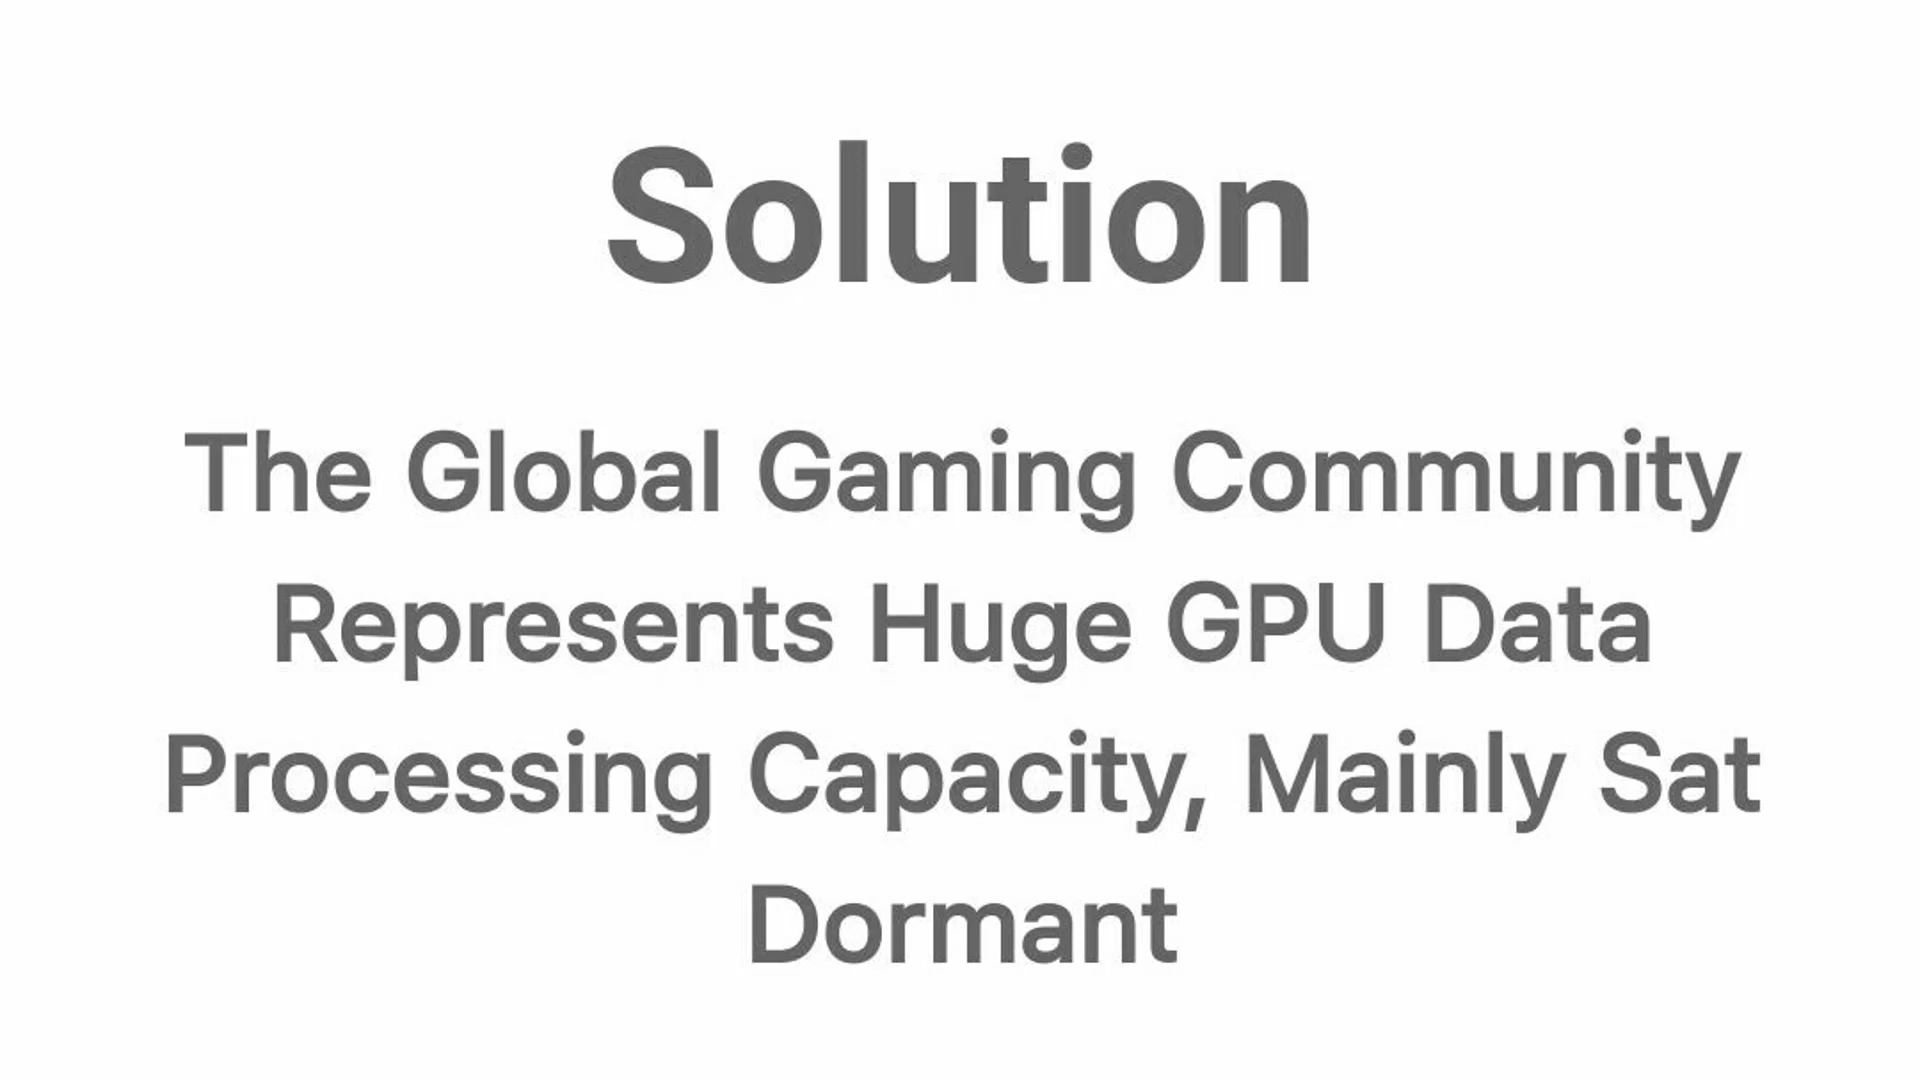 Solution
The Global Gaming Community
Represents Huge GPU Data
Processing Capacity, Mainly Sat
Dormant